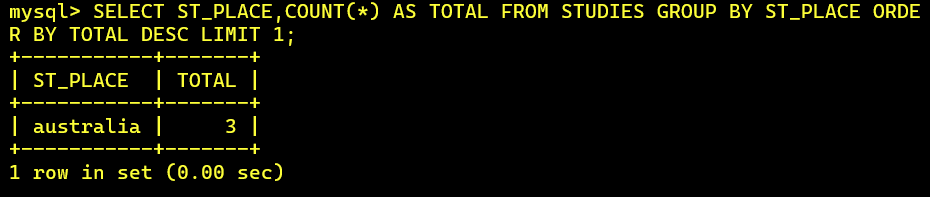 mysql> SELECT ST_PLACE,COUNT(*) AS TOTAL FROM STUDIES GROUP BY ST_PLACE ORDE
R BY TOTAL DESC LIMIT 1;
+-----------+-------+
| ST_PLACE  | TOTAL |
+-----------+-------+
| australia |     3 |
+-----------+-------+
1 row in set (0.00 sec)